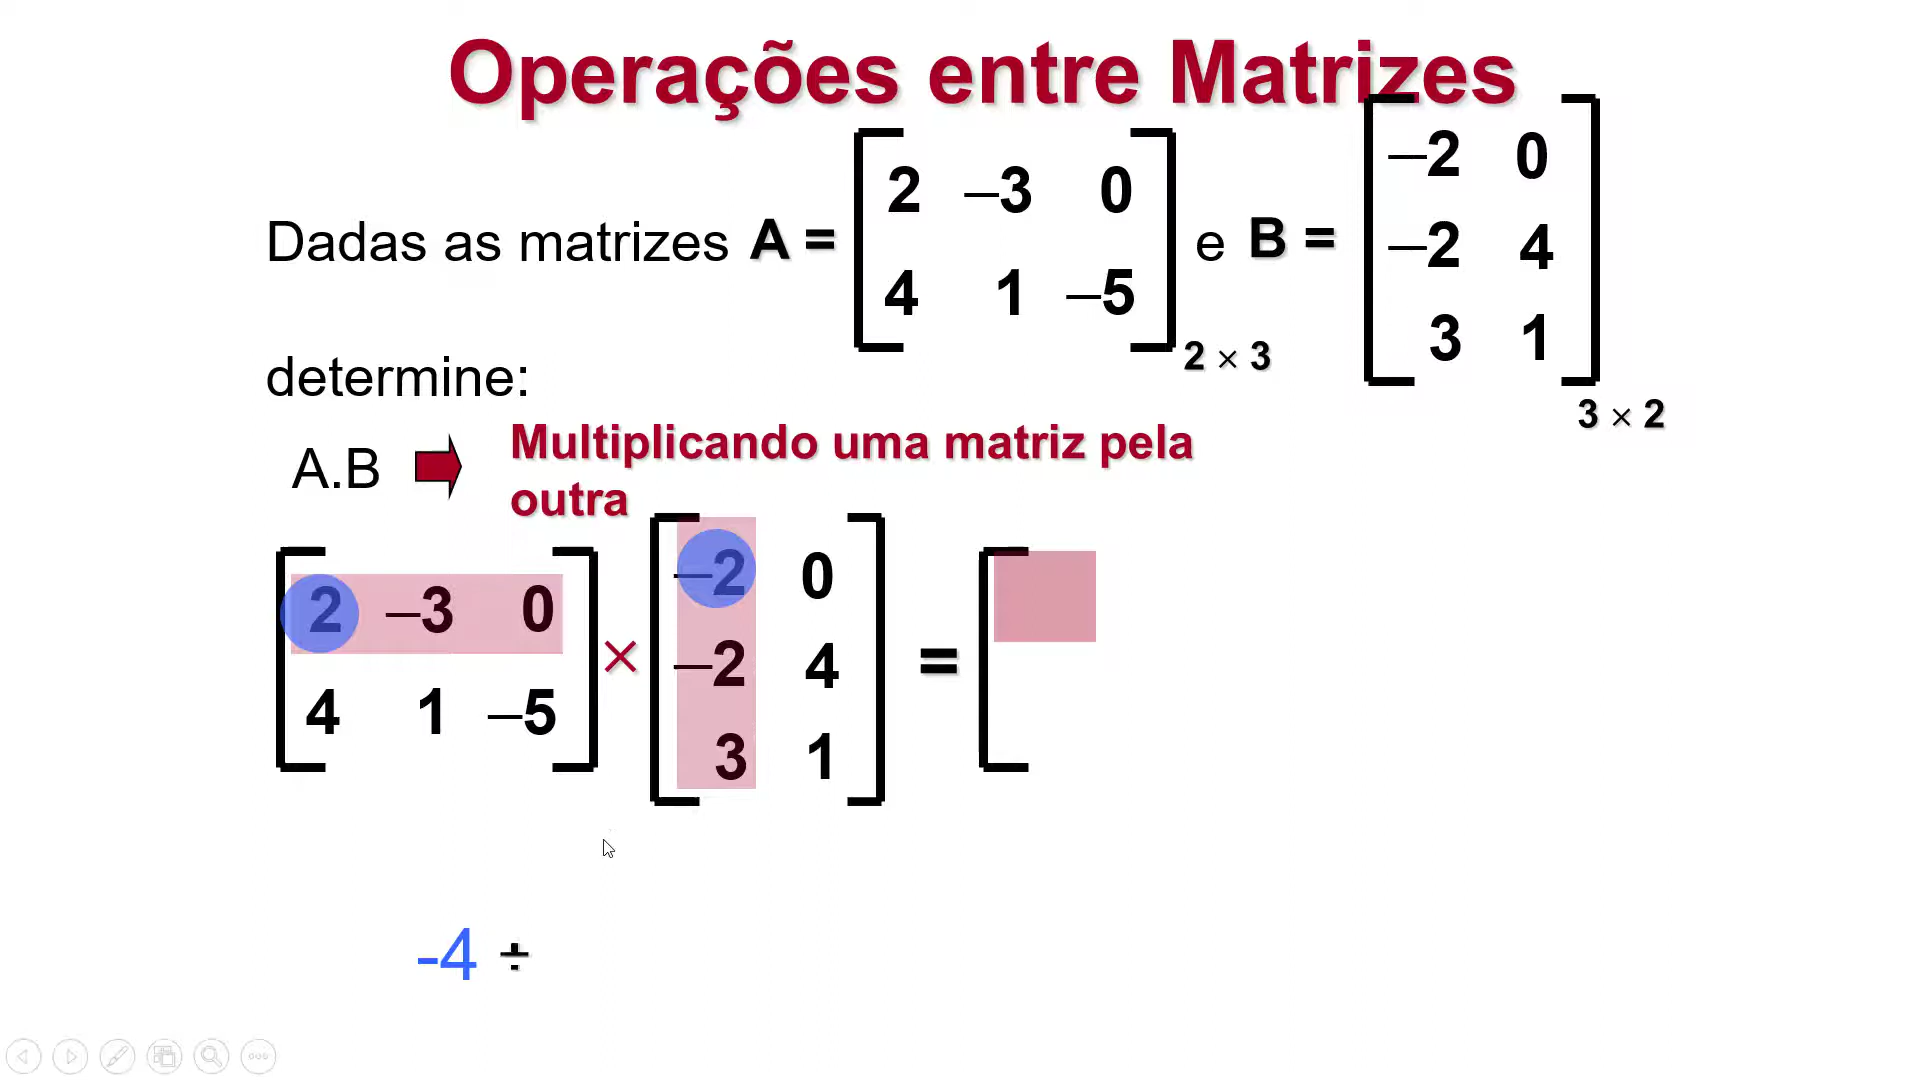 Operações entre Matrizes
Dadas as matrizes A = [2 –3 0
4 1 –5] 2 × 3 e B = [–2 0
–2 4
3 1] 3 × 2
determine:
A.B Multiplicando uma matriz pela
outra
2 –3 0
4 1 –5
×
–2 0
–2 4
3 1
=
-4 ÷